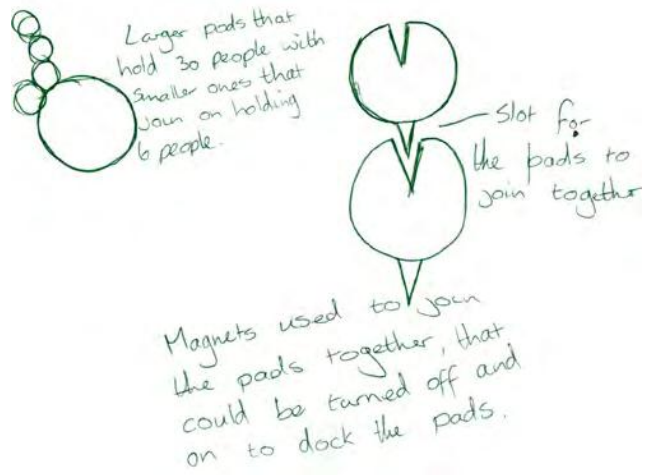 Larger pods that
hold 30 people with
smaller ones that
join on holding
6 people.
Slot for
the pads to
join together
Magnets used to join
the pads together, that
could be turned off and
on to dock the pads.